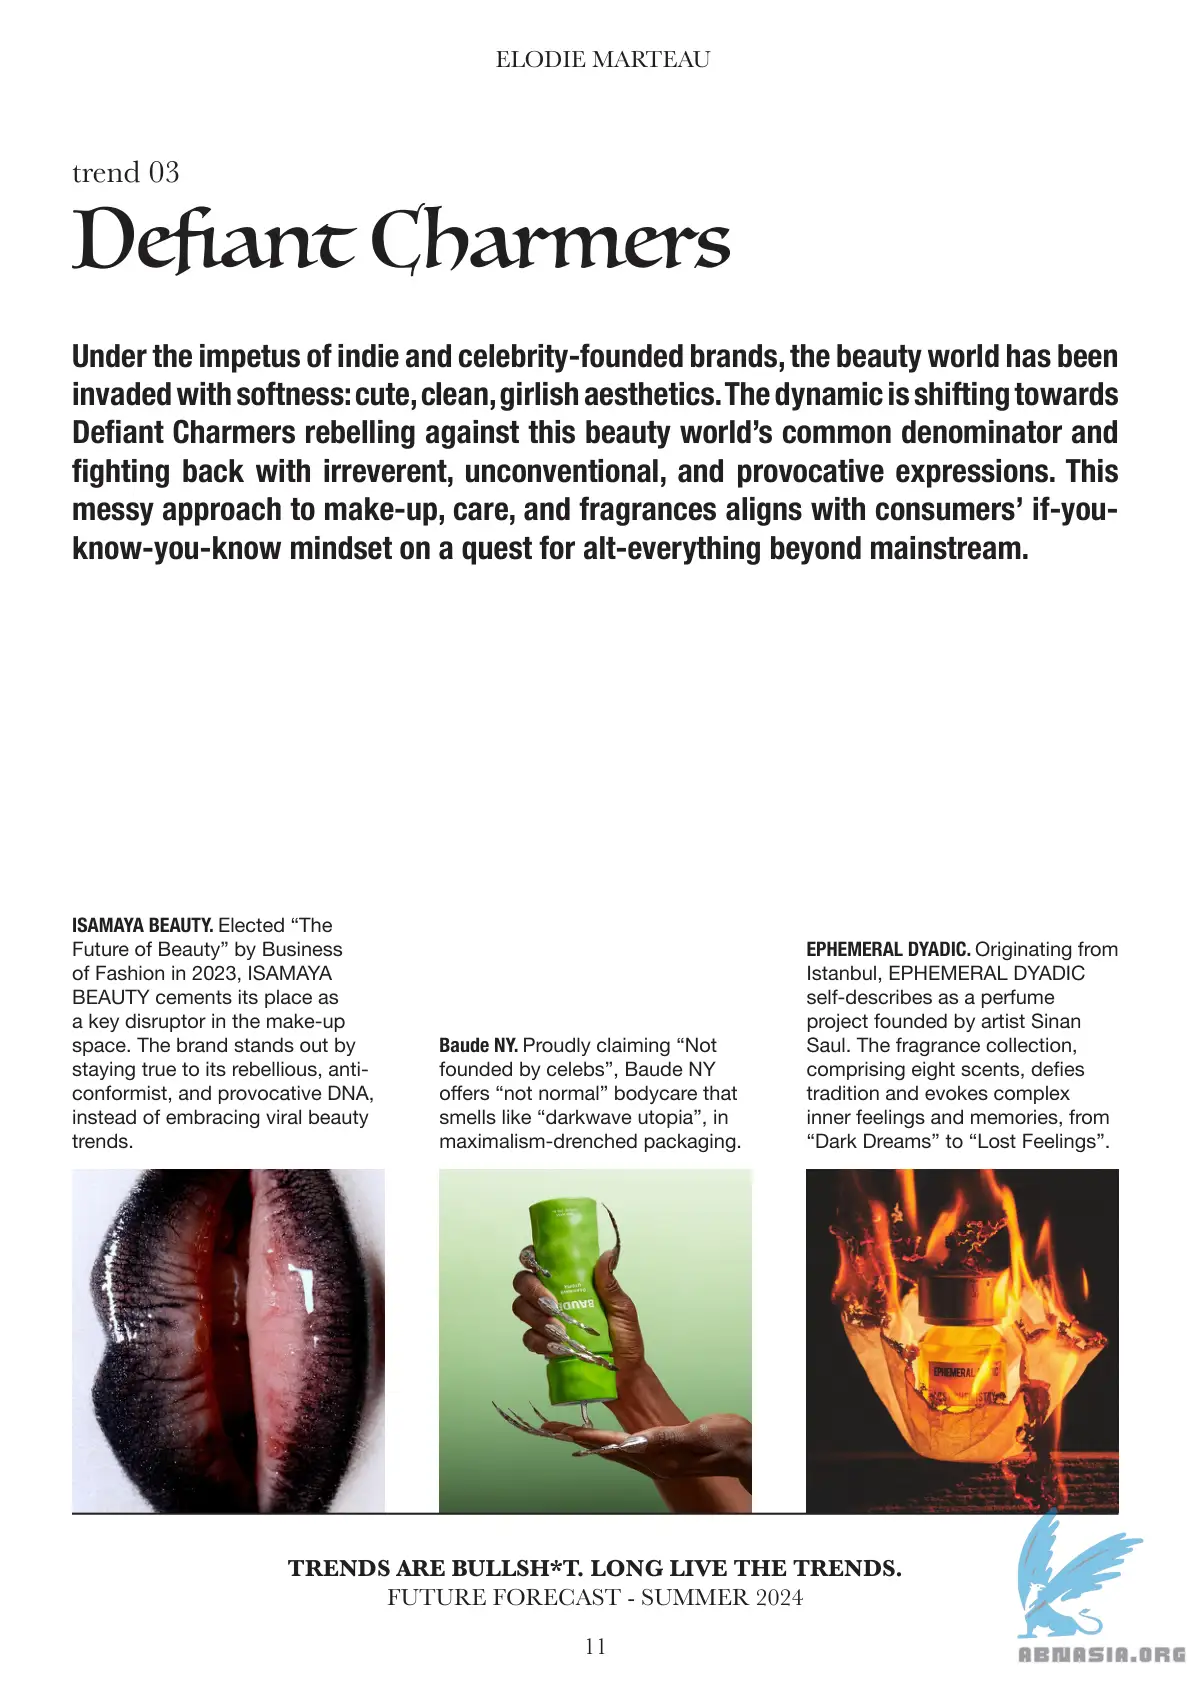 ELODIE MARTEAU
trend 03
Defiant Charmers
Under the impetus of indie and celebrity-founded brands, the beauty world has been
invaded with softness: cute, clean, girlish aesthetics. The dynamic is shifting towards
Defiant Charmers rebelling against this beauty world’s common denominator and
fighting back with irreverent, unconventional, and provocative expressions. This
messy approach to make-up, care, and fragrances aligns with consumers’ if-you-
know-you-know mindset on a quest for alt-everything beyond mainstream.
ISAMAYA BEAUTY. Elected “The
Future of Beauty” by Business
of Fashion in 2023, ISAMAYA
BEAUTY cements its place as
a key disruptor in the make-up
space. The brand stands out by
staying true to its rebellious, anti-
conformist, and provocative DNA,
instead of embracing viral beauty
trends.
Baude NY. Proudly claiming “Not
founded by celebs”, Baude NY
offers “not normal” bodycare that
smells like “darkwave utopia”, in
maximalism-drenched packaging.
EPHEMERAL DYADIC. Originating from
Istanbul, EPHEMERAL DYADIC
self-describes as a perfume
project founded by artist Sinan
Saul. The fragrance collection,
comprising eight scents, defies
tradition and evokes complex
inner feelings and memories, from
“Dark Dreams” to “Lost Feelings”.
BAUDE
EPHEMERAL
TRENDS ARE BULLSH*T. LONG LIVE THE TRENDS.
FUTURE FORECAST - SUMMER 2024
11
ABNASIA.ORG